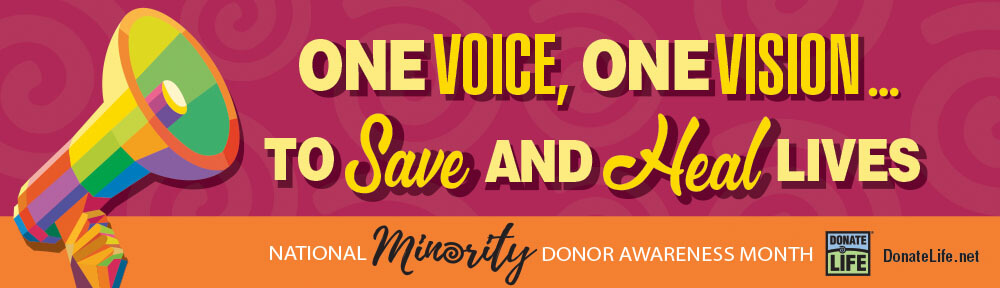 ONE VOICE, ONE VISION...
TO Save AND Heal LIVES
NATIONAL Minority DONOR AWARENESS MONTH
DONATE
LIFE
DonateLife.net